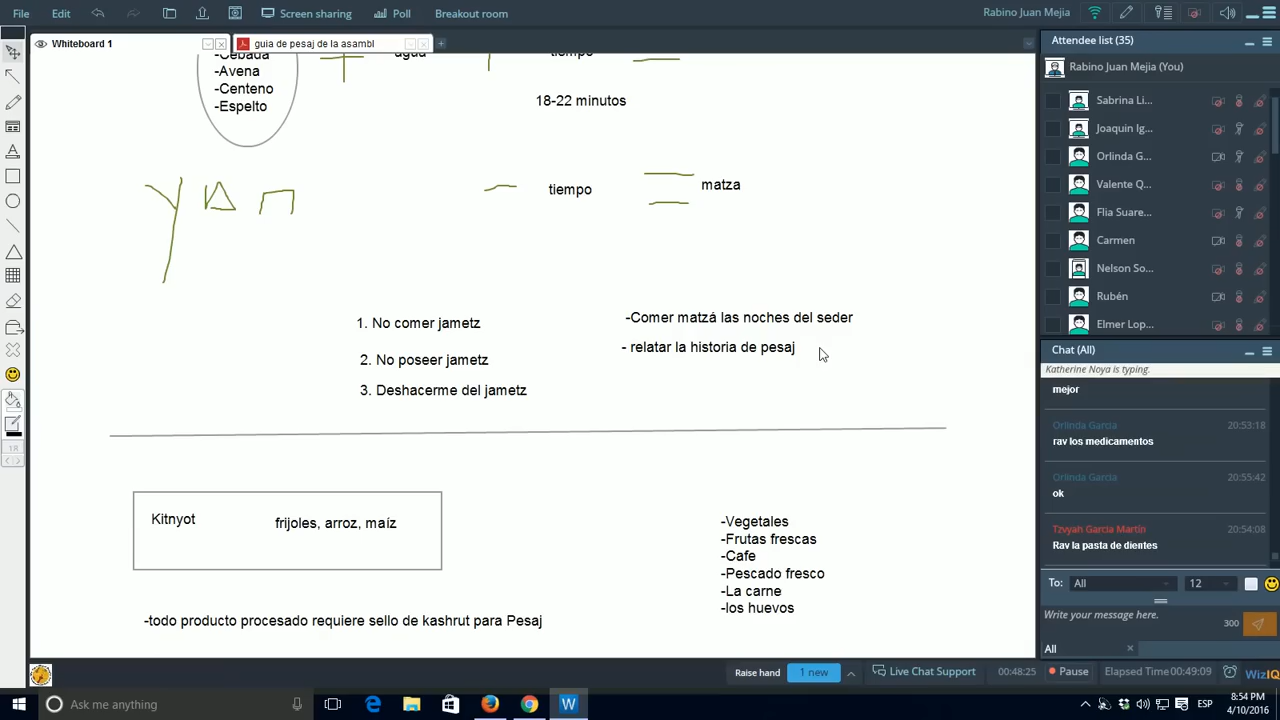 File Edit Screen sharing Poll Breakout room Rabino Juan Mejia
Whiteboard 1 guia de pesaj de la asambl
-Cebada agua tiempo
-Avena
-Centeno
-Espelto
18-22 minutos
חמץ
tiempo matza
1. No comer jametz
2. No poseer jametz
3. Deshacerme del jametz
-Comer matzá las noches del seder
- relatar la historia de pesaj
Kitnyot frijoles, arroz, maíz
-todo producto procesado requiere sello de kashrut para Pesaj
-Vegetales
-Frutas frescas
-Cafe
-Pescado fresco
-La carne
-los huevos
Attendee list (35)
Rabino Juan Mejia (You)
Sabrina Li...
Joaquin Ig...
Orlinda G...
Valente Q...
Flia Suare...
Carmen
Nelson So...
Rubén
Elmer Lop...
Chat (All)
Katherine Noya is typing.
mejor
Orlinda Garcia 20:53:18
rav los medicamentos
Orlinda Garcia 20:55:42
ok
Tzvyah Garcia Martín 20:54:08
Rav la pasta de dientes
To: All 12
Write your message here. 300
All
Raise hand 1 new Live Chat Support 00:48:25 Pause Elapsed Time 00:49:09 WizIQ
Ask me anything
ESP
8:54 PM
4/10/2016